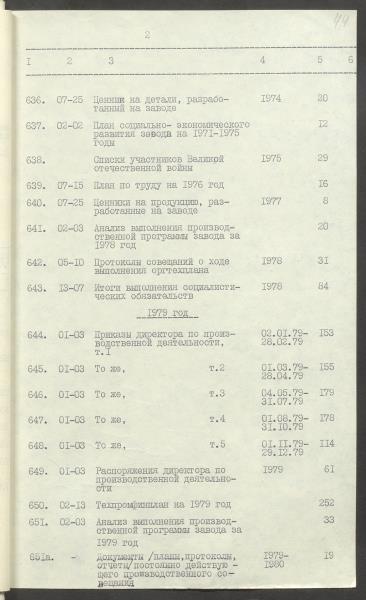 44
2
I 2 3 4 5 6
636. 07-25 Ценник на детали, разрабо- 1974 20
танный на заводе
637. 02-02 План социально- экономического 12
развития завода на 1971-1975
годы
638. Списки участников Великой 1975 29
отечественной войны
639. 07-15 План по труду на 1976 год 16
640. 07-25 Ценники на продукцию, раз- 1977 8
работанные на заводе
641. 02-03 Анализ выполнения производ- 20
ственной программы завода за
1978 год
642. 05-10 Протоколы совещаний о ходе 1978 31
выполнения оргтехплана
643. 13-07 Итоги выполнения социалисти- 1978 84
ческих обязательств
1979 год
644. 01-03 Приказы директора по произ- 02.01.79- 153
водственной деятельности, 28.02.79
т.1
645. 01-03 То же, т.2 01.03.79- 155
28.04.79
646. 01-03 То же, т.3 04.05.79- 179
31.07.79
647. 01-03 То же, т.4 01.08.79- 178
31.10.79
648. 01-03 То же, т.5 01.11.79- 114
29.12.79
649. 01-03 Распоряжения директора по 1979 61
производственной деятельно-
сти
650. 02-13 Техпромфинплан на 1979 год 252
651. 02-03 Анализ выполнения производ- 33
ственной программы завода за
1979 год
651а. - Документы /планы,протоколы, 1979- 19
отчеты/постоянно действую - 1980
щего производственного со-
вещания